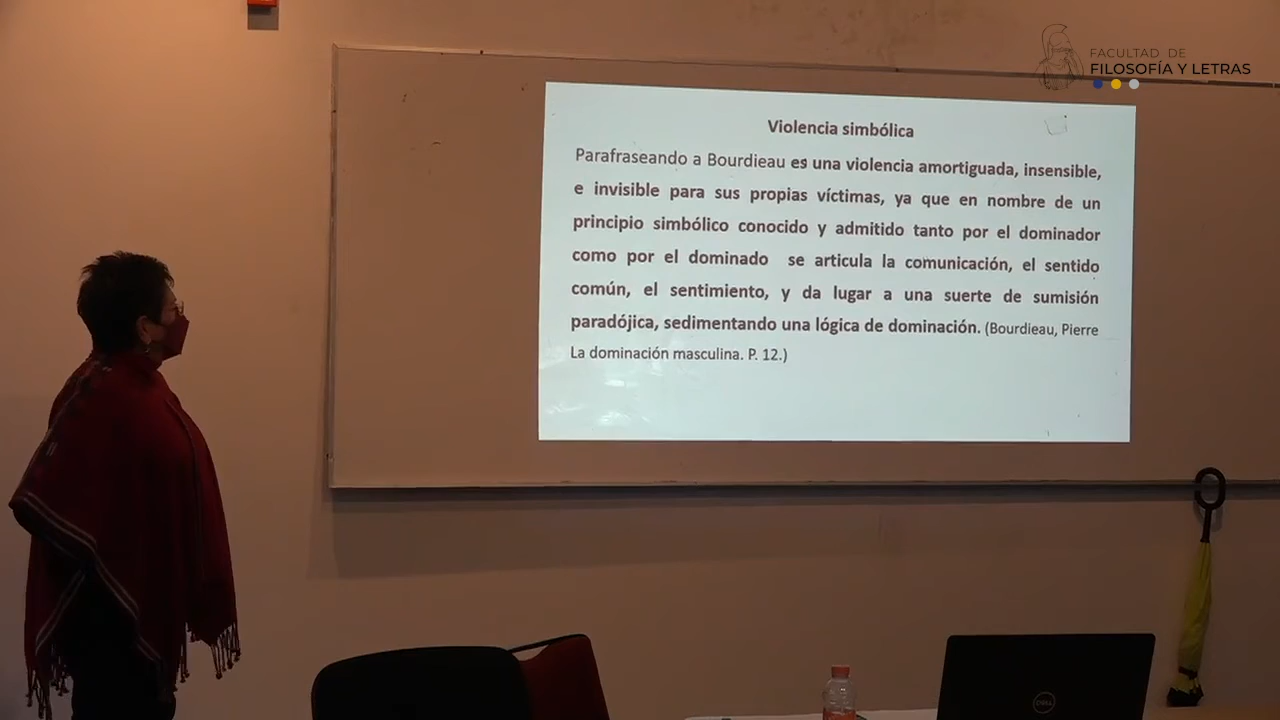 FACULTAD DE
FILOSOFÍA Y LETRAS
Violencia simbólica
Parafraseando a Bourdieau es una violencia amortiguada, insensible,
e invisible para sus propias víctimas, ya que en nombre de un
principio simbólico conocido y admitido tanto por el dominador
como por el dominado se articula la comunicación, el sentido
común, el sentimiento, y da lugar a una suerte de sumisión
paradójica, sedimentando una lógica de dominación. (Bourdieau, Pierre
La dominación masculina. P. 12.)
DELL